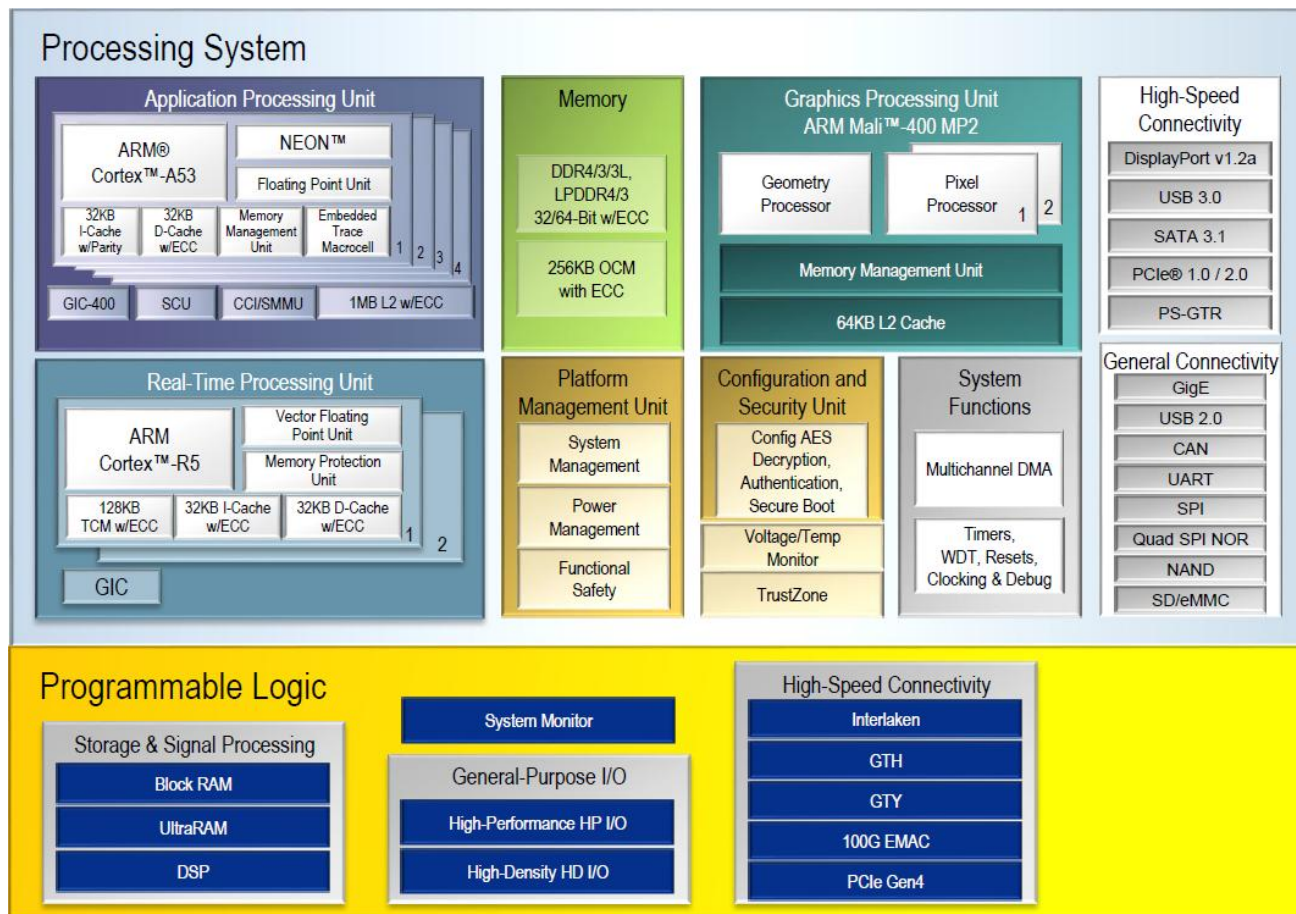 Processing System
Application Processing Unit
ARM®
Cortex™-A53
NEON™
Floating Point Unit
32KB
I-Cache
w/Parity
32KB
D-Cache
w/ECC
Memory
Management
Unit
Embedded
Trace
Macrocell
1
2
3
4
GIC-400
SCU
CCI/SMMU
1MB L2 w/ECC
Memory
DDR4/3/3L,
LPDDR4/3
32/64-Bit w/ECC
256KB OCM
with ECC
Graphics Processing Unit
ARM Mali™-400 MP2
Geometry
Processor
Pixel
Processor
1
2
Memory Management Unit
64KB L2 Cache
High-Speed
Connectivity
DisplayPort v1.2a
USB 3.0
SATA 3.1
PCIe® 1.0 / 2.0
PS-GTR
Real-Time Processing Unit
ARM
Cortex™-R5
Vector Floating
Point Unit
Memory Protection
Unit
128KB
TCM w/ECC
32KB I-Cache
w/ECC
32KB D-Cache
w/ECC
1
2
GIC
Platform
Management Unit
System
Management
Power
Management
Functional
Safety
Configuration and
Security Unit
Config AES
Decryption,
Authentication,
Secure Boot
Voltage/Temp
Monitor
TrustZone
System
Functions
Multichannel DMA
Timers,
WDT, Resets,
Clocking & Debug
General Connectivity
GigE
USB 2.0
CAN
UART
SPI
Quad SPI NOR
NAND
SD/eMMC
Programmable Logic
Storage & Signal Processing
Block RAM
UltraRAM
DSP
System Monitor
General-Purpose I/O
High-Performance HP I/O
High-Density HD I/O
High-Speed Connectivity
Interlaken
GTH
GTY
100G EMAC
PCIe Gen4